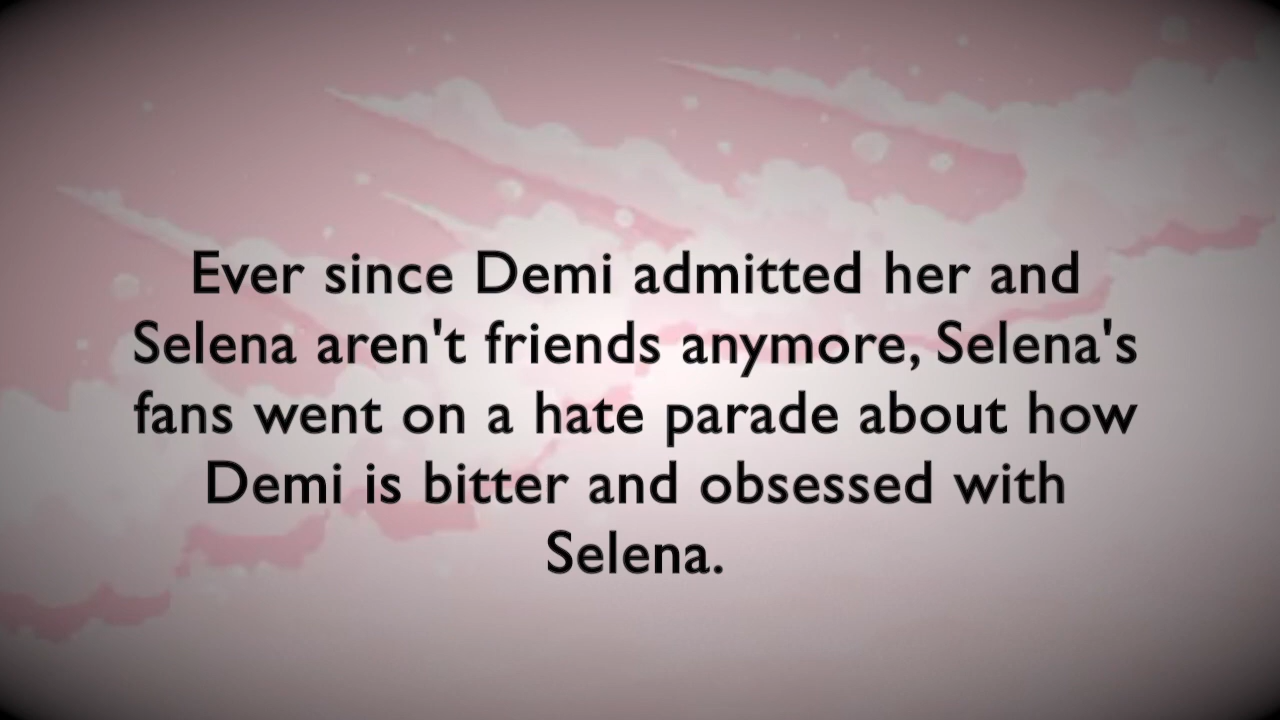 Ever since Demi admitted her and
Selena aren't friends anymore, Selena's
fans went on a hate parade about how
Demi is bitter and obsessed with
Selena.